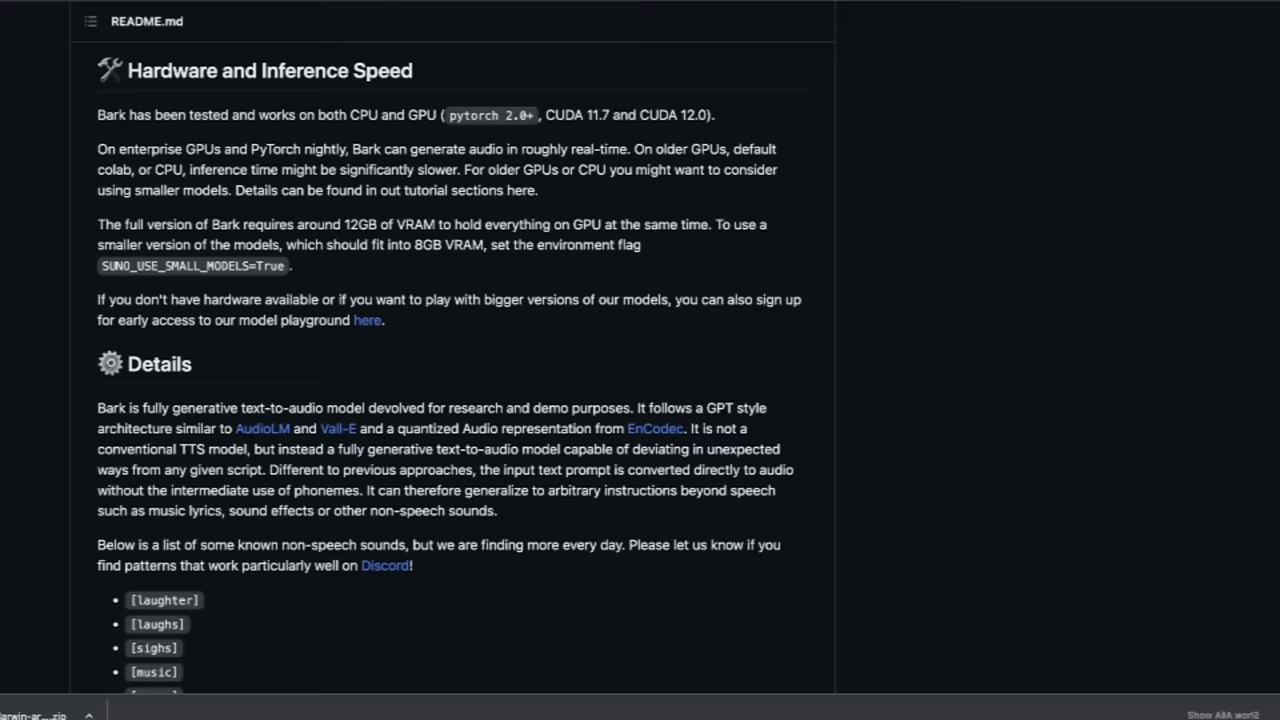 README.md
Hardware and Inference Speed
Bark has been tested and works on both CPU and GPU ( pytorch 2.0+ , CUDA 11.7 and CUDA 12.0).
On enterprise GPUs and PyTorch nightly, Bark can generate audio in roughly real-time. On older GPUs, default
colab, or CPU, inference time might be significantly slower. For older GPUs or CPU you might want to consider
using smaller models. Details can be found in out tutorial sections here.
The full version of Bark requires around 12GB of VRAM to hold everything on GPU at the same time. To use a
smaller version of the models, which should fit into 8GB VRAM, set the environment flag
SUNO_USE_SMALL_MODELS=True .
If you don't have hardware available or if you want to play with bigger versions of our models, you can also sign up
for early access to our model playground here.
Details
Bark is fully generative text-to-audio model devolved for research and demo purposes. It follows a GPT style
architecture similar to AudioLM and Vall-E and a quantized Audio representation from EnCodec. It is not a
conventional TTS model, but instead a fully generative text-to-audio model capable of deviating in unexpected
ways from any given script. Different to previous approaches, the input text prompt is converted directly to audio
without the intermediate use of phonemes. It can therefore generalize to arbitrary instructions beyond speech
such as music lyrics, sound effects or other non-speech sounds.
Below is a list of some known non-speech sounds, but we are finding more every day. Please let us know if you
find patterns that work particularly well on Discord!
• [laughter]
• [laughs]
• [sighs]
• [music]
arwin-ar....zip
Show